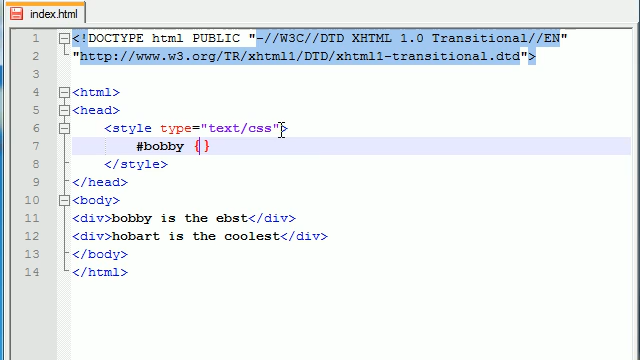 index.html
1 <!DOCTYPE html PUBLIC "-//W3C//DTD XHTML 1.0 Transitional//EN"
2 "http://www.w3.org/TR/xhtml1/DTD/xhtml1-transitional.dtd">
3
4 <html>
5 <head>
6 <style type="text/css">
7 #bobby {}
8 </style>
9 </head>
10 <body>
11 <div>bobby is the ebst</div>
12 <div>hobart is the coolest</div>
13 </body>
14 </html>